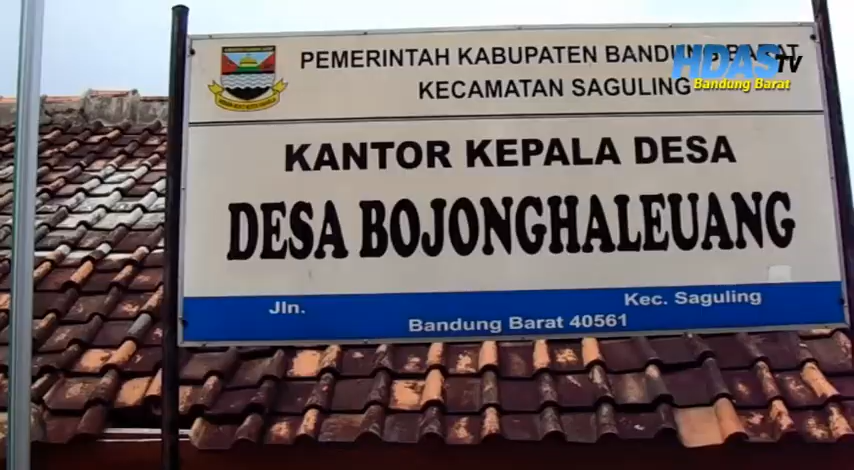 PEMERINTAH KABUPATEN BANDUNG BARAT
HDAS TV
KECAMATAN SAGULING
Bandung Barat
KANTOR KEPALA DESA
DESA BOJONGHALEUANG
Jln. Kec. Saguling
Bandung Barat 40561